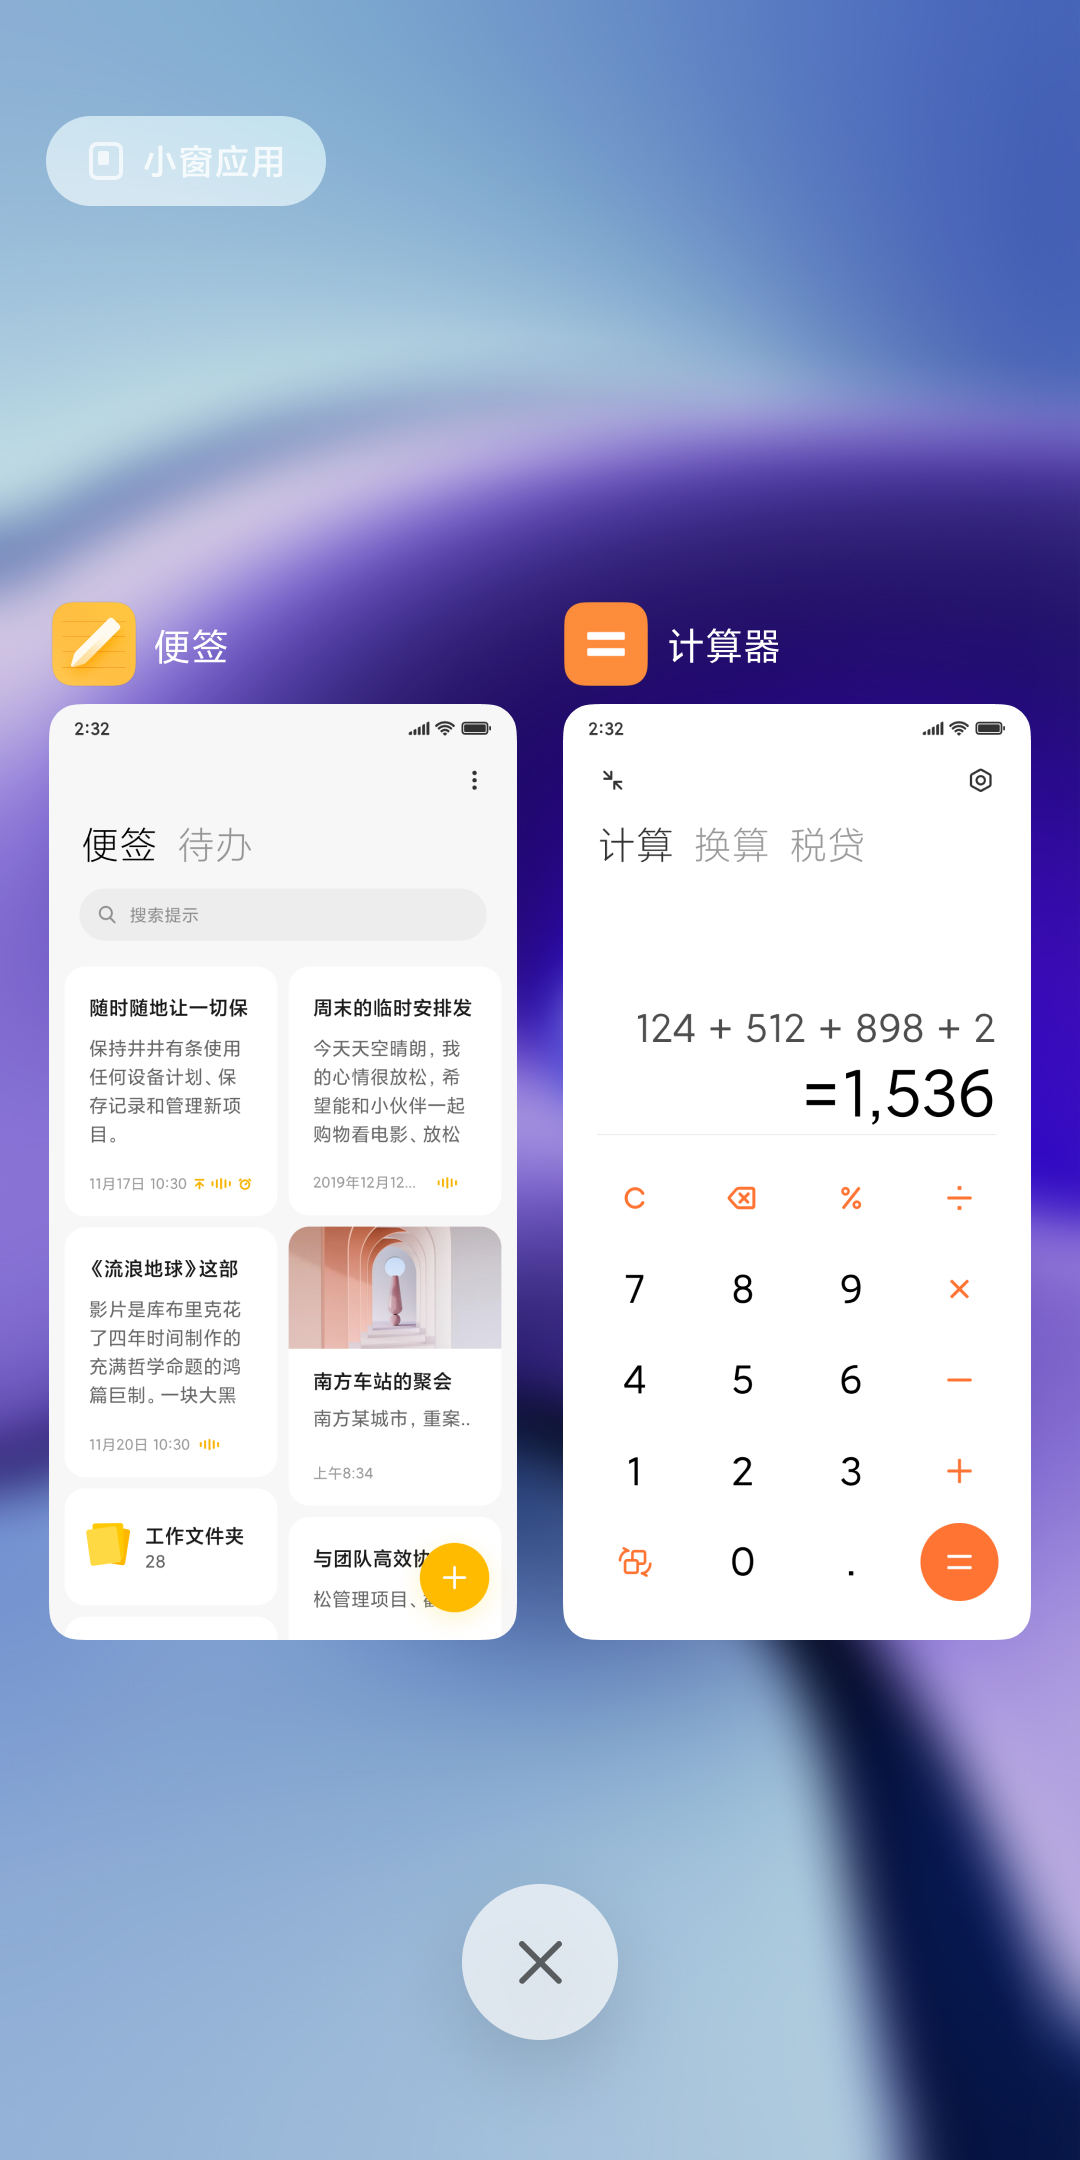 小窗应用
便签
计算器
2:32
便签 待办
搜索提示
随时随地让一切保
保持井井有条使用
任何设备计划、保
存记录和管理新项
目。
11月17日 10:30
周末的临时安排发
今天天空晴朗，我
的心情很放松，希
望能和小伙伴一起
购物看电影、放松
2019年12月12...
《流浪地球》这部
影片是库布里克花
了四年时间制作的
充满哲学命题的鸿
篇巨制。一块大黑
11月20日 10:30
南方车站的聚会
南方某城市，重案..
上午8:34
工作文件夹
28
与团队高效协
松管理项目、
2:32
计算 换算 税贷
124 + 512 + 898 + 2
=1,536
C % ÷
7 8 9 ×
4 5 6 −
1 2 3 +
0 . =